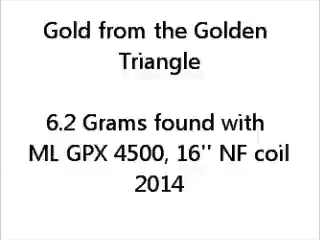 Gold from the Golden
Triangle
6.2 Grams found with
ML GPX 4500, 16'' NF coil
2014